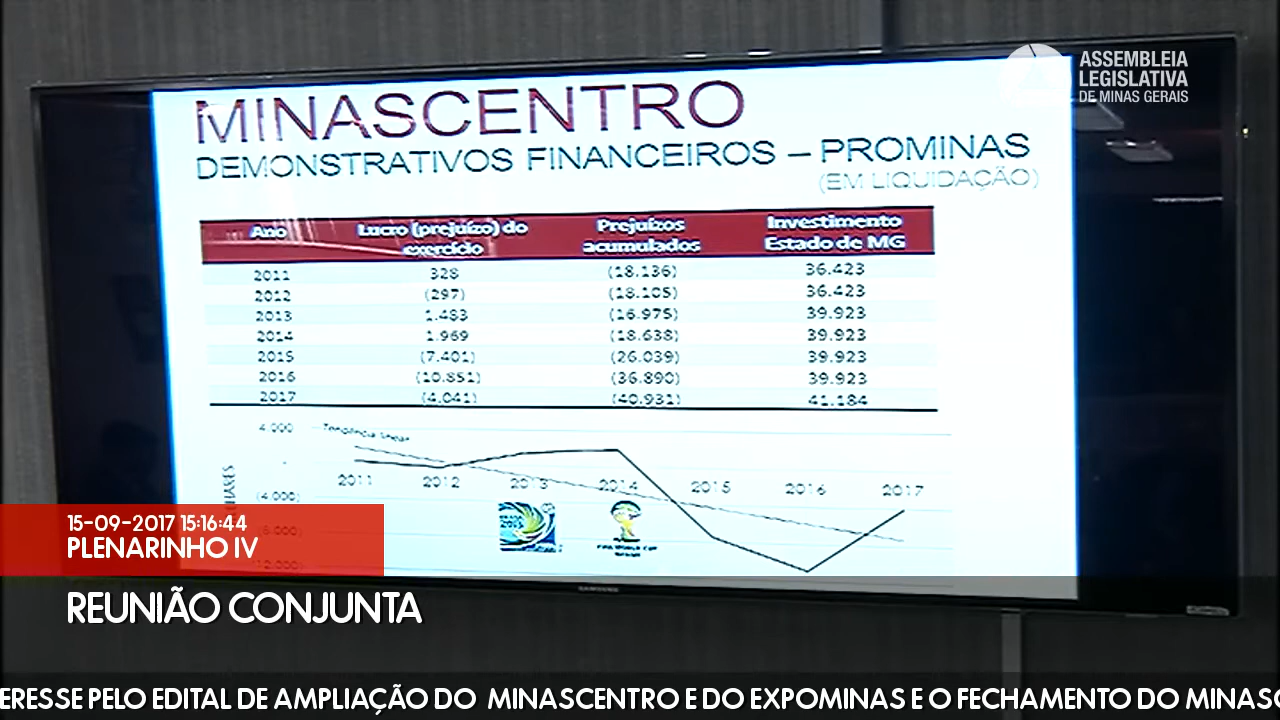 ASSEMBLEIA
LEGISLATIVA
DE MINAS GERAIS
MINASCENTRO
DEMONSTRATIVOS FINANCEIROS – PROMINAS
(EM LIQUIDAÇÃO)
Ano Lucro (prejuízo) do exercício Prejuízos acumulados Investimento Estado de MG
2011 328 (18.136) 36.423
2012 (297) (18.105) 36.423
2013 1.483 (16.975) 39.923
2014 1.969 (18.638) 39.923
2015 (7.401) (26.039) 39.923
2016 (10.851) (36.890) 39.923
2017 (4.041) (40.931) 41.184
4.000 Tendência linear
-
2011 2012 2013 2014 2015 2016 2017
(4.000)
15-09-2017 15:16:44
PLENARINHO IV
REUNIÃO CONJUNTA
SAMSUNG
ERESSE PELO EDITAL DE AMPLIAÇÃO DO MINASCENTRO E DO EXPOMINAS E O FECHAMENTO DO MINASC